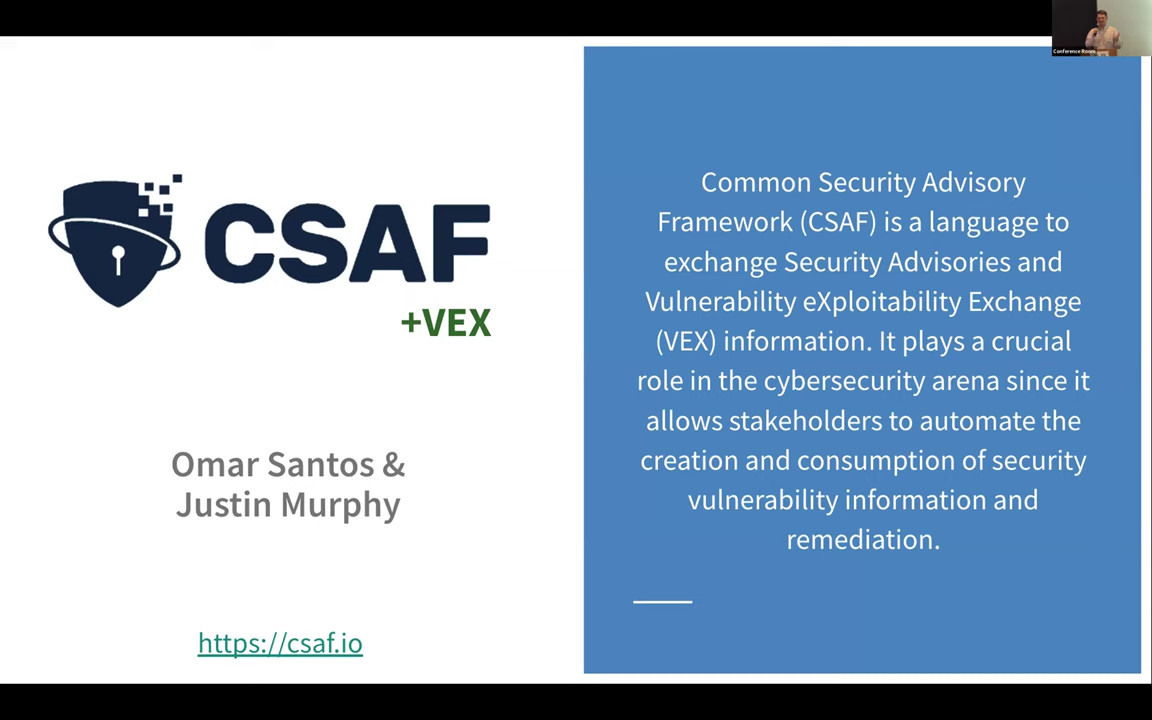 Conference Room
CSAF
+VEX
Omar Santos &
Justin Murphy
https://csaf.io
Common Security Advisory
Framework (CSAF) is a language to
exchange Security Advisories and
Vulnerability eXploitability Exchange
(VEX) information. It plays a crucial
role in the cybersecurity arena since it
allows stakeholders to automate the
creation and consumption of security
vulnerability information and
remediation.